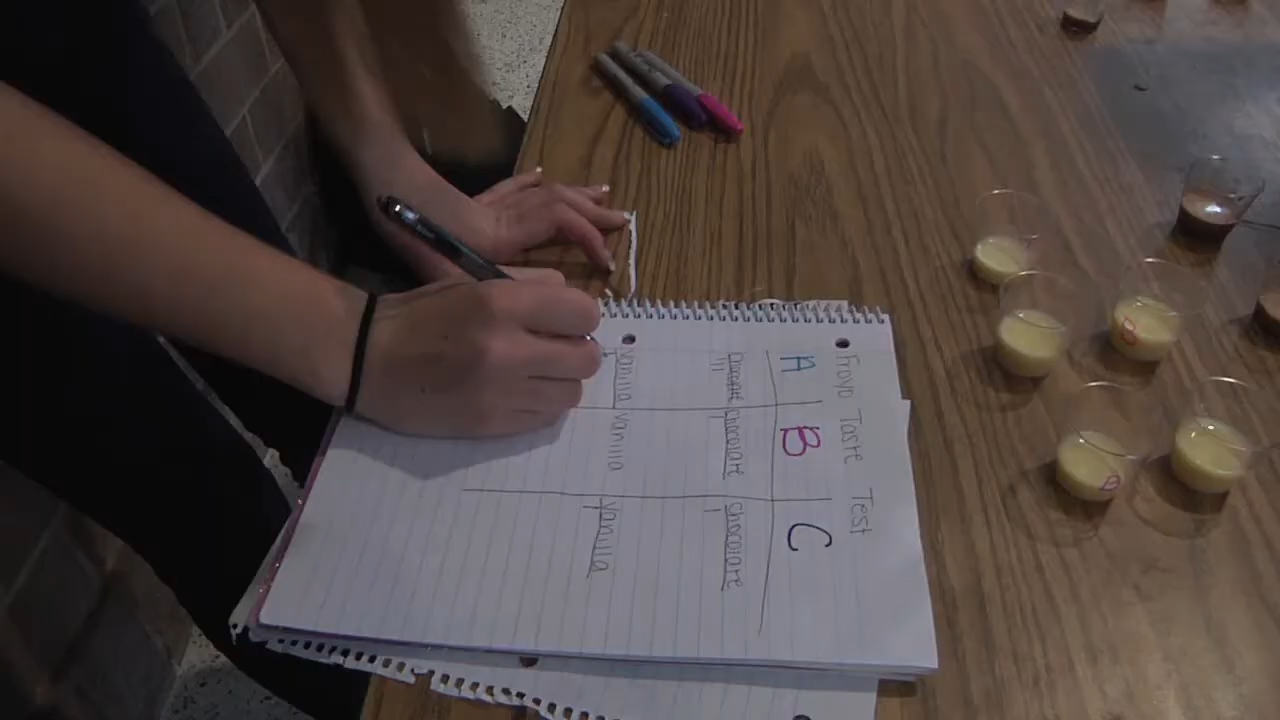 Froyo Taste Test
A B C
Chocolate Chocolate Chocolate
Vanilla Vanilla Vanilla
B
B